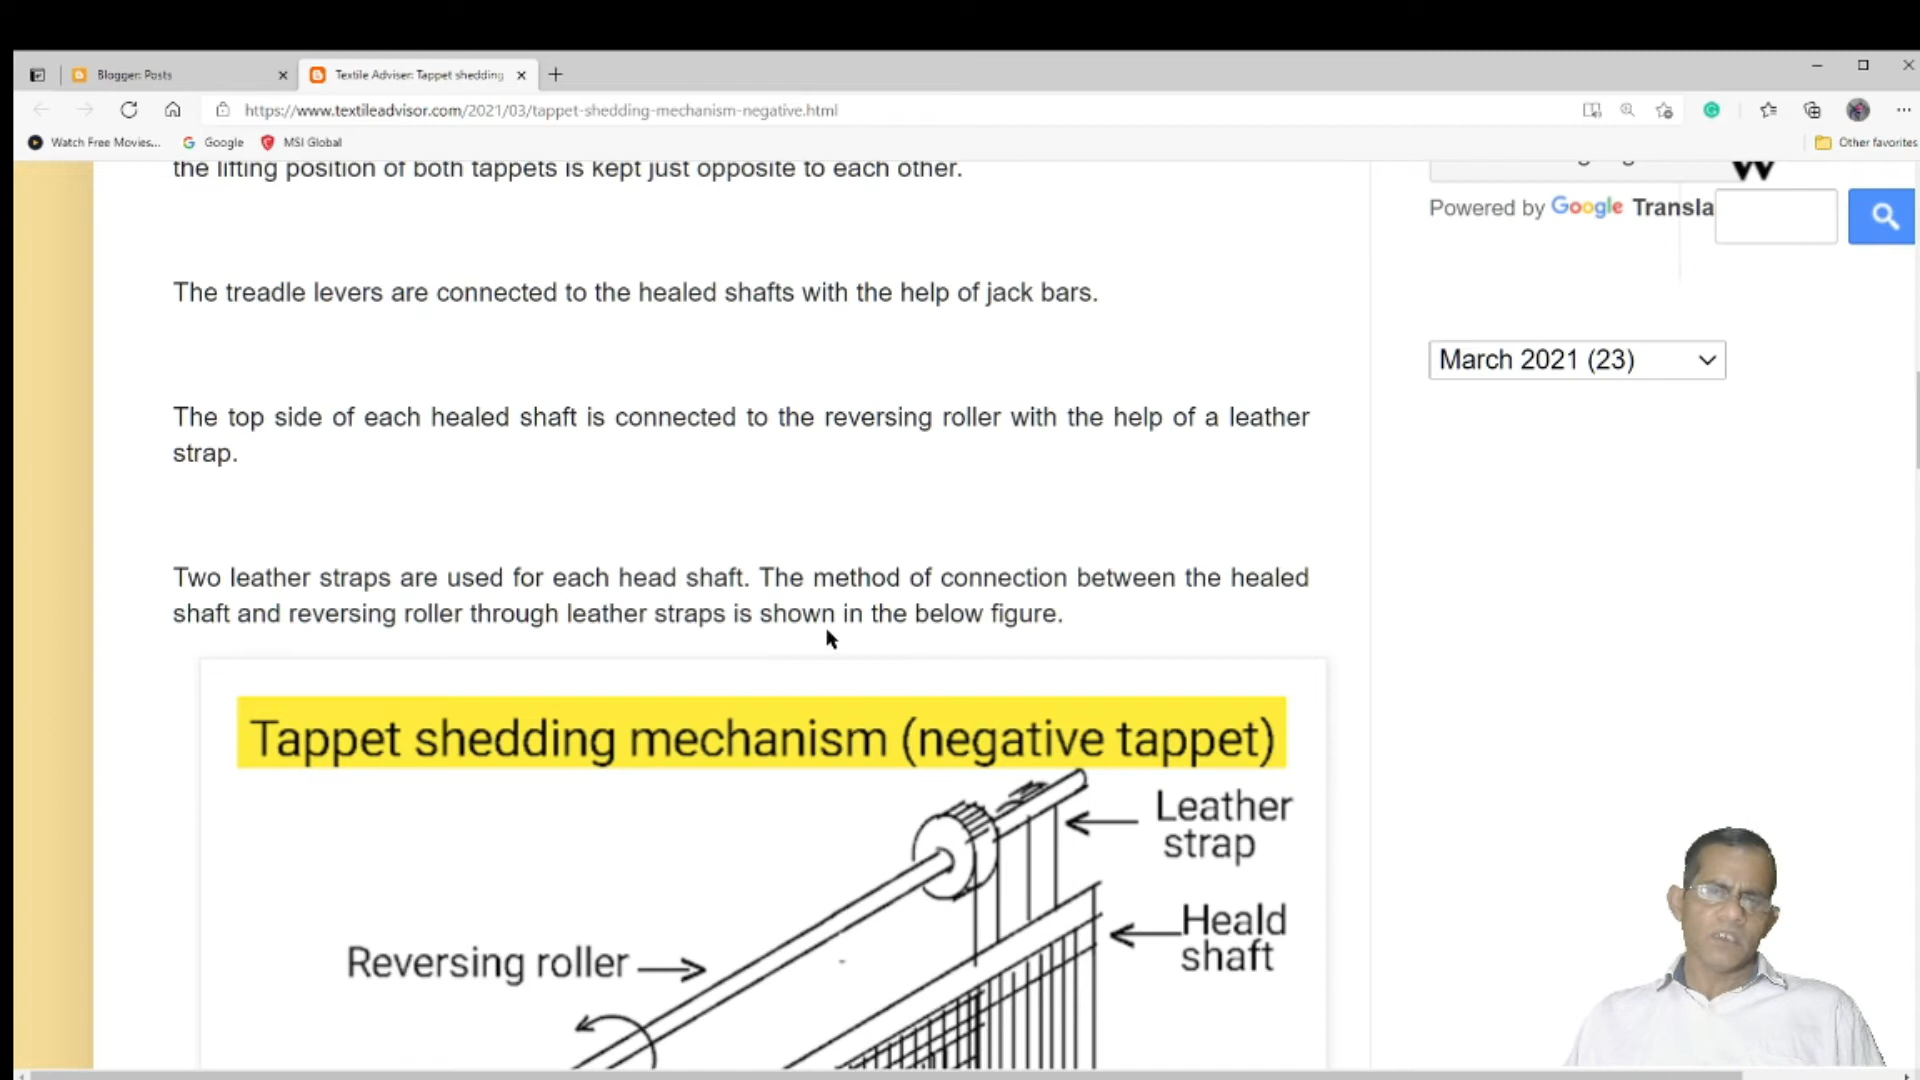 Blogger: Posts
Textile Adviser: Tappet shedding
https://www.textileadvisor.com/2021/03/tappet-shedding-mechanism-negative.html
Watch Free Movies...
Google
MSI Global
Other favorites
the lifting position of both tappets is kept just opposite to each other.
Powered by Google Transla
The treadle levers are connected to the healed shafts with the help of jack bars.
March 2021 (23)
The top side of each healed shaft is connected to the reversing roller with the help of a leather
strap.
Two leather straps are used for each head shaft. The method of connection between the healed
shaft and reversing roller through leather straps is shown in the below figure.
Tappet shedding mechanism (negative tappet)
Leather
strap
Heald
shaft
Reversing roller